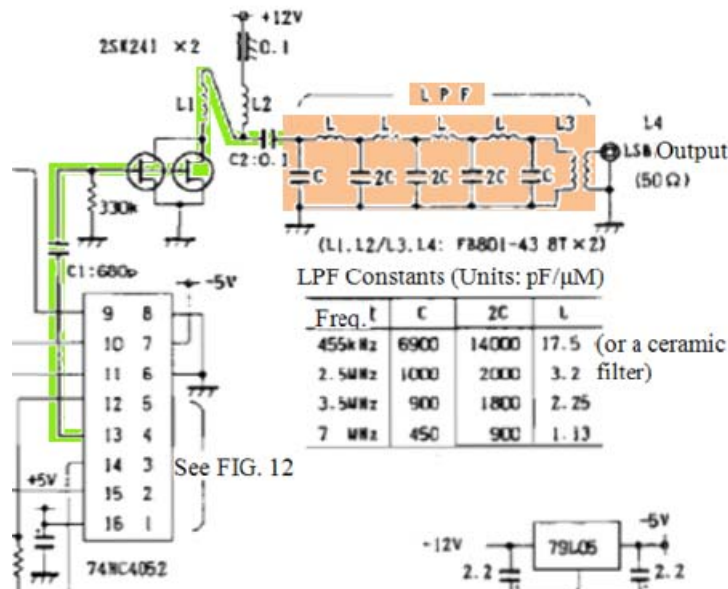 +12V
2SK241 ×2
0.1
L P F
L1
L2
L L L L L3 L4
C2:0.1
LSB/Output
(50Ω)
C 2C 2C 2C C
330k
(L1,L2/L3,L4: FB801-43 8T×2)
C1:680p
-5V
LPF Constants (Units: pF/μM)
Freq. t C 2C L
455kHz 6900 14000 17.5 (or a ceramic
filter)
2.5MHz 1000 2000 3.2
3.5MHz 900 1800 2.25
7 MHz 450 900 1.13
9 8
10 7
11 6
12 5
13 4
14 3
15 2
16 1
See FIG. 12
+5V
74HC4052
-12V
79L05
-5V
2.2
2.2